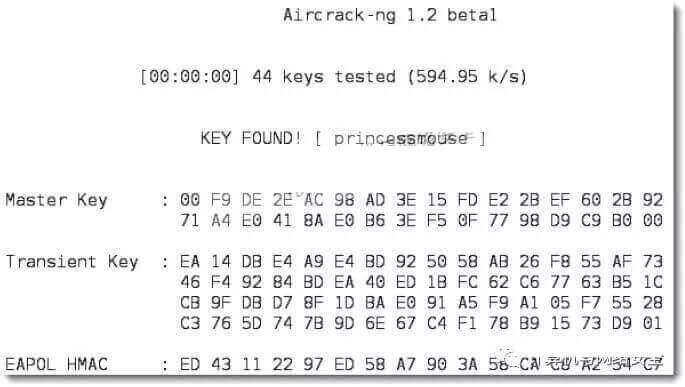 Aircrack-ng 1.2 beta1
[00:00:00] 44 keys tested (594.95 k/s)
KEY FOUND! [ princessmouse ]
Master Key : 00 F9 DE 2E AC 98 AD 3E 15 FD E2 2B EF 60 2B 92
71 A4 E0 41 8A E0 B6 3E F5 0F 77 98 D9 C9 B0 00
Transient Key : EA 14 DB E4 A9 E4 BD 92 50 58 AB 26 F8 55 AF 73
46 F4 92 84 BD EA 40 ED 1B FC 62 C6 77 63 B5 1C
CB 9F DB D7 8F 1D BA E0 91 A5 F9 A1 05 F7 55 28
C3 76 5D 74 7B 9D 6E 67 C4 F1 78 B9 15 73 D9 01
EAPOL HMAC : ED 43 11 22 97 ED 58 A7 90 3A 58 CA